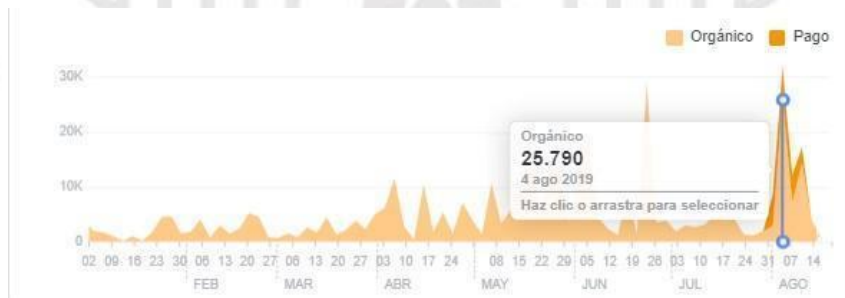 Orgánico Pago
30K
20K
10K
0
Orgánico
25.790
4 ago 2019
Haz clic o arrastra para seleccionar
02 09 16 23 30 06 13 20 27 06 13 20 27 03 10 17 24 08 15 22 29 05 12 19 26 03 10 17 24 31 07 14
FEB MAR ABR MAY JUN JUL AGO